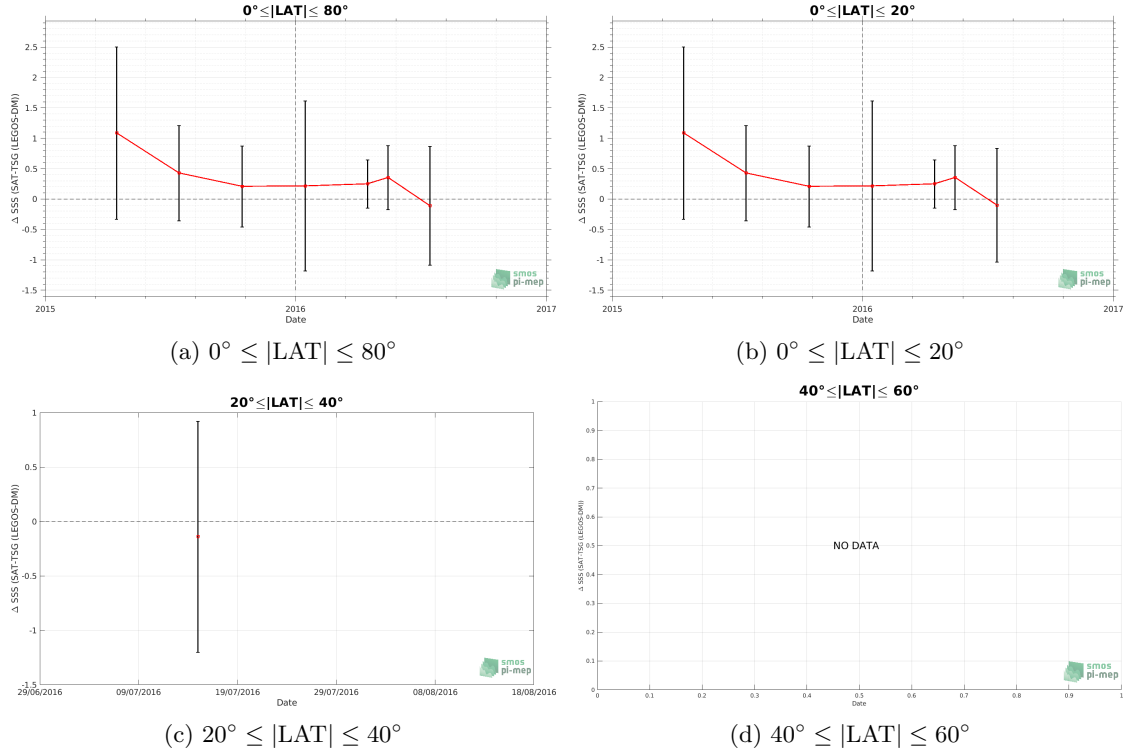 0°≤|LAT|≤ 80°
Δ SSS (SAT-TSG (LEGOS-DM))
2.5
2
1.5
1
0.5
0
-0.5
-1
-1.5
2015
2016
2017
Date
smos
pi-mep
(a) 0° ≤ |LAT| ≤ 80°
0°≤|LAT|≤ 20°
Δ SSS (SAT-TSG (LEGOS-DM))
2.5
2
1.5
1
0.5
0
-0.5
-1
-1.5
2015
2016
2017
Date
smos
pi-mep
(b) 0° ≤ |LAT| ≤ 20°
20°≤|LAT|≤ 40°
Δ SSS (SAT-TSG (LEGOS-DM))
1
0.5
0
-0.5
-1
-1.5
29/06/2016
09/07/2016
19/07/2016
29/07/2016
08/08/2016
18/08/2016
Date
smos
pi-mep
(c) 20° ≤ |LAT| ≤ 40°
40°≤|LAT|≤ 60°
Δ SSS (SAT-TSG (LEGOS-DM))
1
0.9
0.8
0.7
0.6
0.5
0.4
0.3
0.2
0.1
0
NO DATA
0
0.1
0.2
0.3
0.4
0.5
0.6
0.7
0.8
0.9
1
Date
smos
pi-mep
(d) 40° ≤ |LAT| ≤ 60°